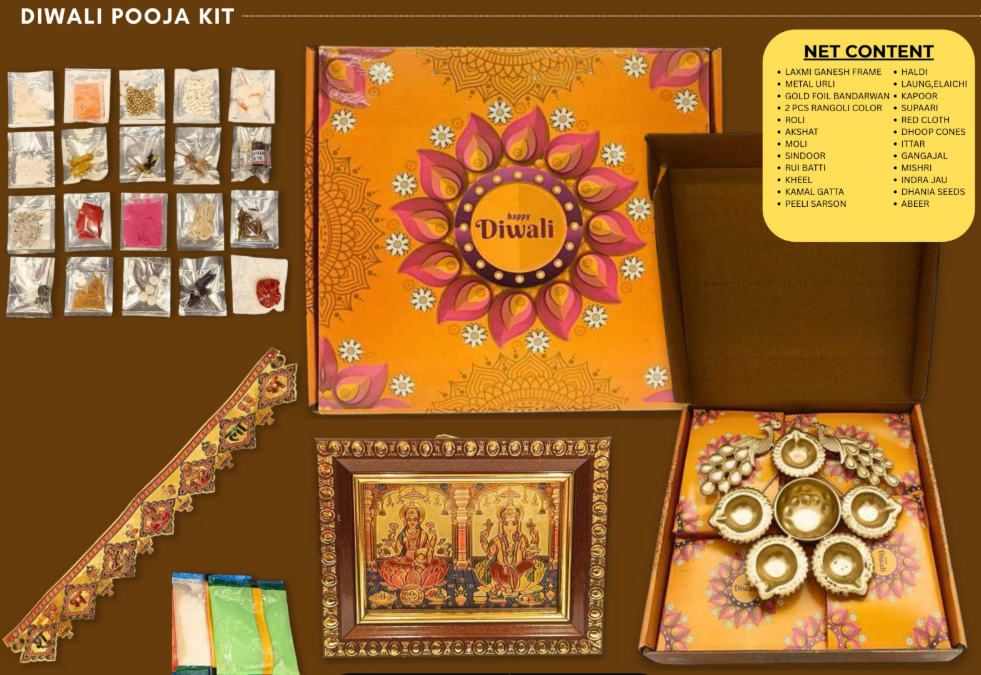 DIWALI POOJA KIT
NET CONTENT
• LAXMI GANESH FRAME
• METAL URLI
• GOLD FOIL BANDARWAN
• 2 PCS RANGOLI COLOR
• ROLI
• AKSHAT
• MOLI
• SINDOOR
• RUI BATTI
• KHEEL
• KAMAL GATTA
• PEELI SARSON
• HALDI
• LAUNG,ELAICHI
• KAPOOR
• SUPAARI
• RED CLOTH
• DHOOP CONES
• ITTAR
• GANGAJAL
• MISHRI
• INDRA JAU
• DHANIA SEEDS
• ABEER
happy
Diwali